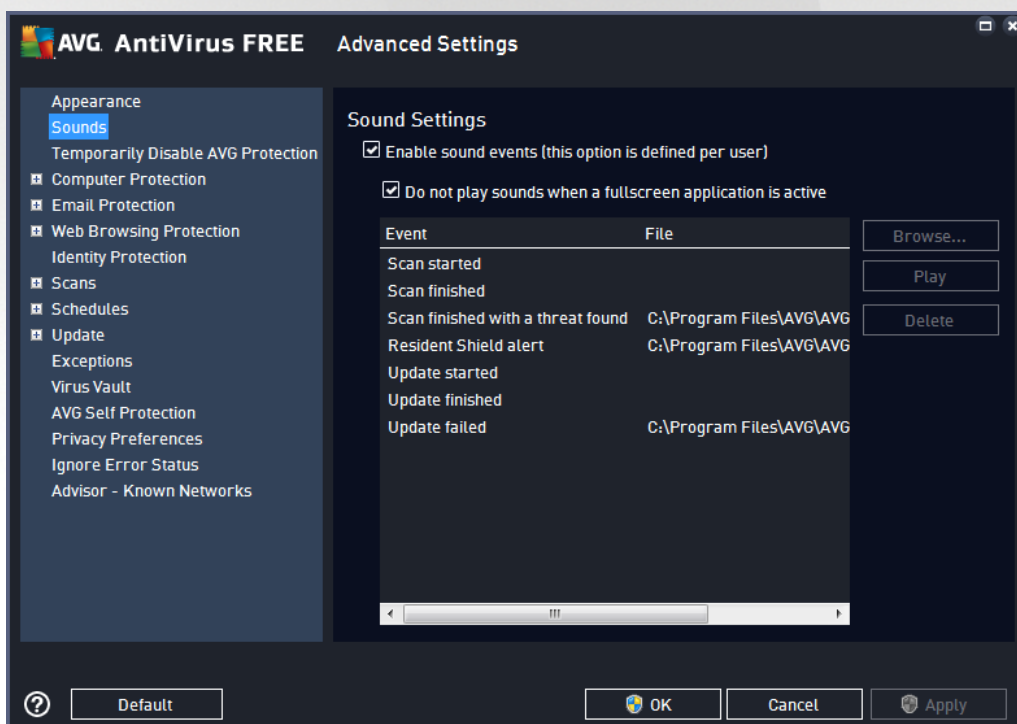 AVG. AntiVirus FREE
Advanced Settings
Appearance
Sounds
Temporarily Disable AVG Protection
Computer Protection
Email Protection
Web Browsing Protection
Identity Protection
Scans
Schedules
Update
Exceptions
Virus Vault
AVG Self Protection
Privacy Preferences
Ignore Error Status
Advisor - Known Networks
Sound Settings
Enable sound events (this option is defined per user)
Do not play sounds when a fullscreen application is active
Event File
Scan started
Scan finished
Scan finished with a threat found C:\Program Files\AVG\AVG
Resident Shield alert C:\Program Files\AVG\AVG
Update started
Update finished
Update failed C:\Program Files\AVG\AVG
Browse...
Play
Delete
? Default OK Cancel Apply